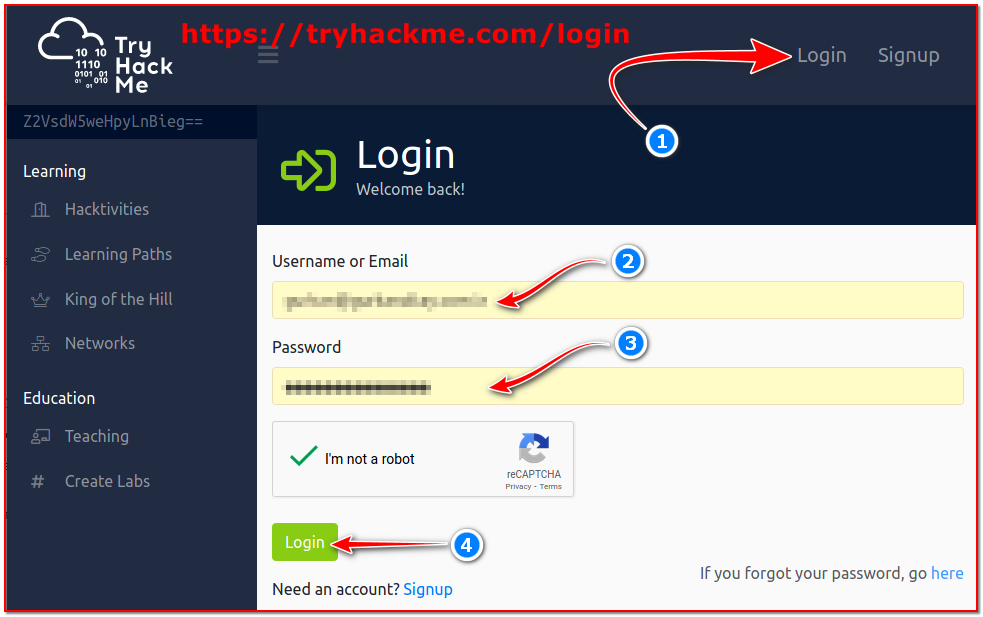 https://tryhackme.com/login
Try
Hack
Me
10 10
1110
0101 01
01 010
Login
Signup
1
Z2VsdW5weHpyLnBieg==
Learning
Hacktivities
Learning Paths
King of the Hill
Networks
Education
Teaching
# Create Labs
Login
Welcome back!
Username or Email
2
Password
3
I'm not a robot
reCAPTCHA
Privacy - Terms
Login
4
If you forgot your password, go here
Need an account? Signup